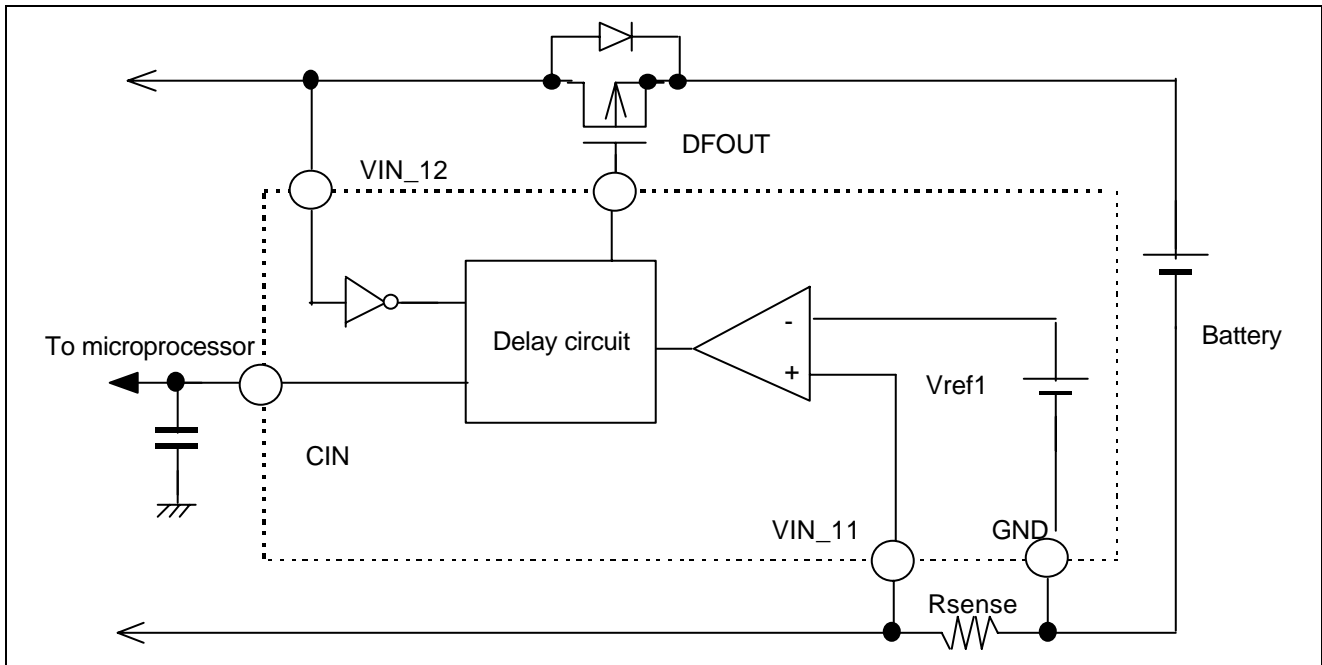 DFOUT
VIN_12
Delay circuit
-
+
To microprocessor
Battery
Vref1
CIN
VIN_11
GND
Rsense